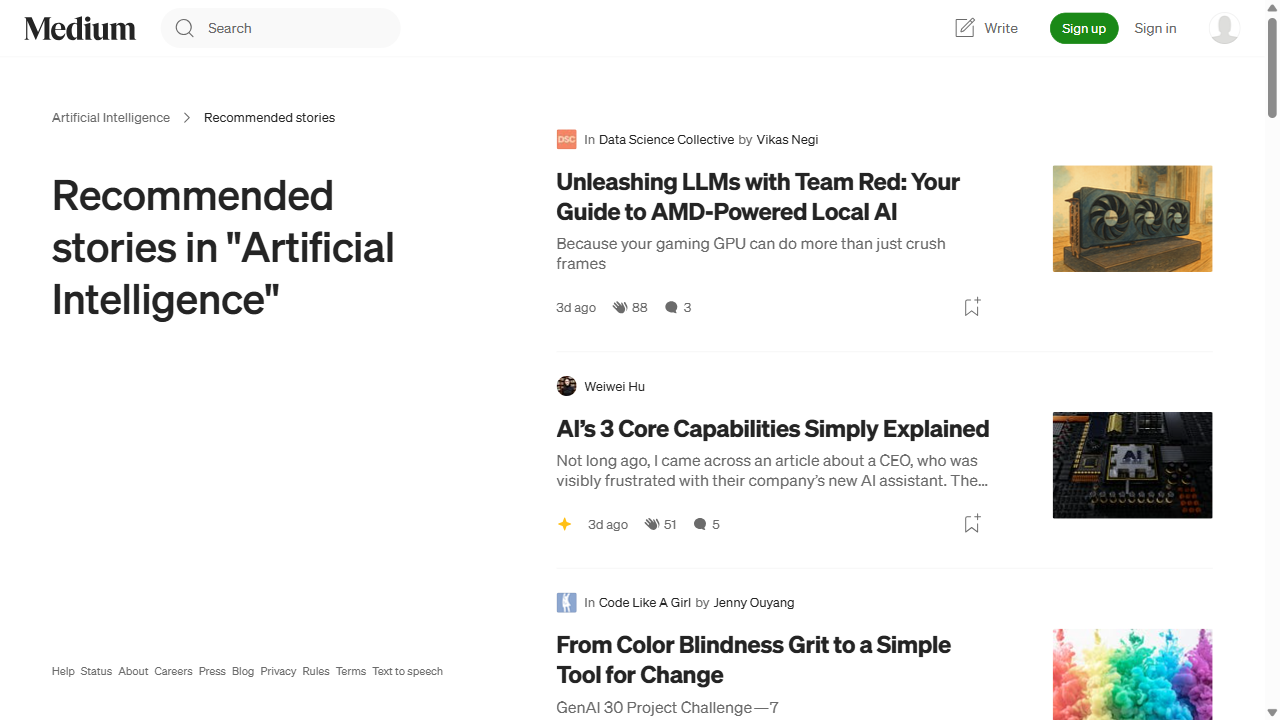 Medium
Search
Write
Sign up
Sign in
Artificial Intelligence
Recommended stories
Recommended
stories in "Artificial
Intelligence"
DSC
In Data Science Collective by Vikas Negi
Unleashing LLMs with Team Red: Your
Guide to AMD-Powered Local AI
Because your gaming GPU can do more than just crush
frames
3d ago
88
3
Weiwei Hu
AI’s 3 Core Capabilities Simply Explained
Not long ago, I came across an article about a CEO, who was
visibly frustrated with their company’s new AI assistant. The…
3d ago
51
5
AI
In Code Like A Girl by Jenny Ouyang
From Color Blindness Grit to a Simple
Tool for Change
GenAI 30 Project Challenge — 7
Help Status About Careers Press Blog Privacy Rules Terms Text to speech